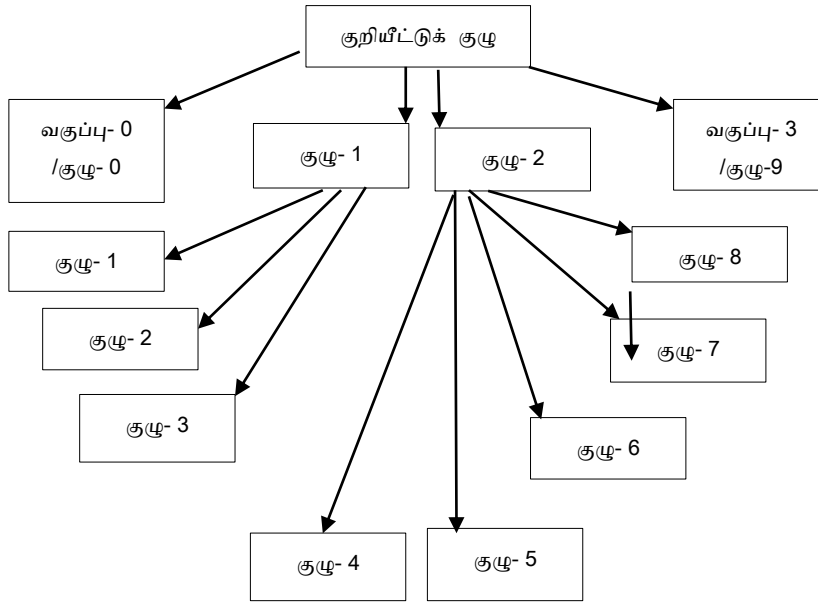 குறியீட்டுக் குழு
வகுப்பு- 0
/குழு- 0
குழு- 1
குழு- 2
வகுப்பு- 3
/குழு-9
குழு- 1
குழு- 8
குழு- 2
குழு- 7
குழு- 3
குழு- 6
குழு- 4
குழு- 5